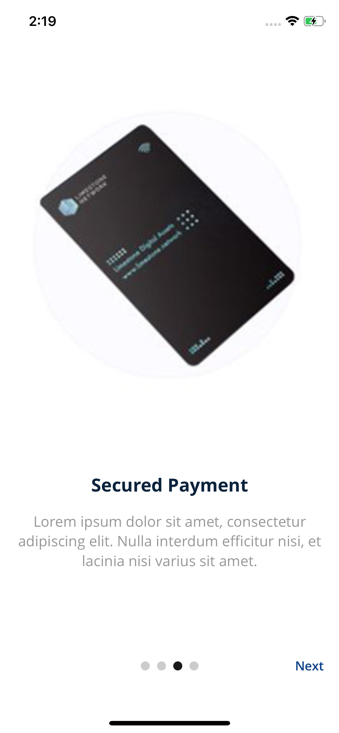 2:19
LIMESTONE
NETWORK
Limestone Digital Assets
www.limestone.network
Secured Payment
Lorem ipsum dolor sit amet, consectetur
adipiscing elit. Nulla interdum efficitur nisi, et
lacinia nisi varius sit amet.
Next